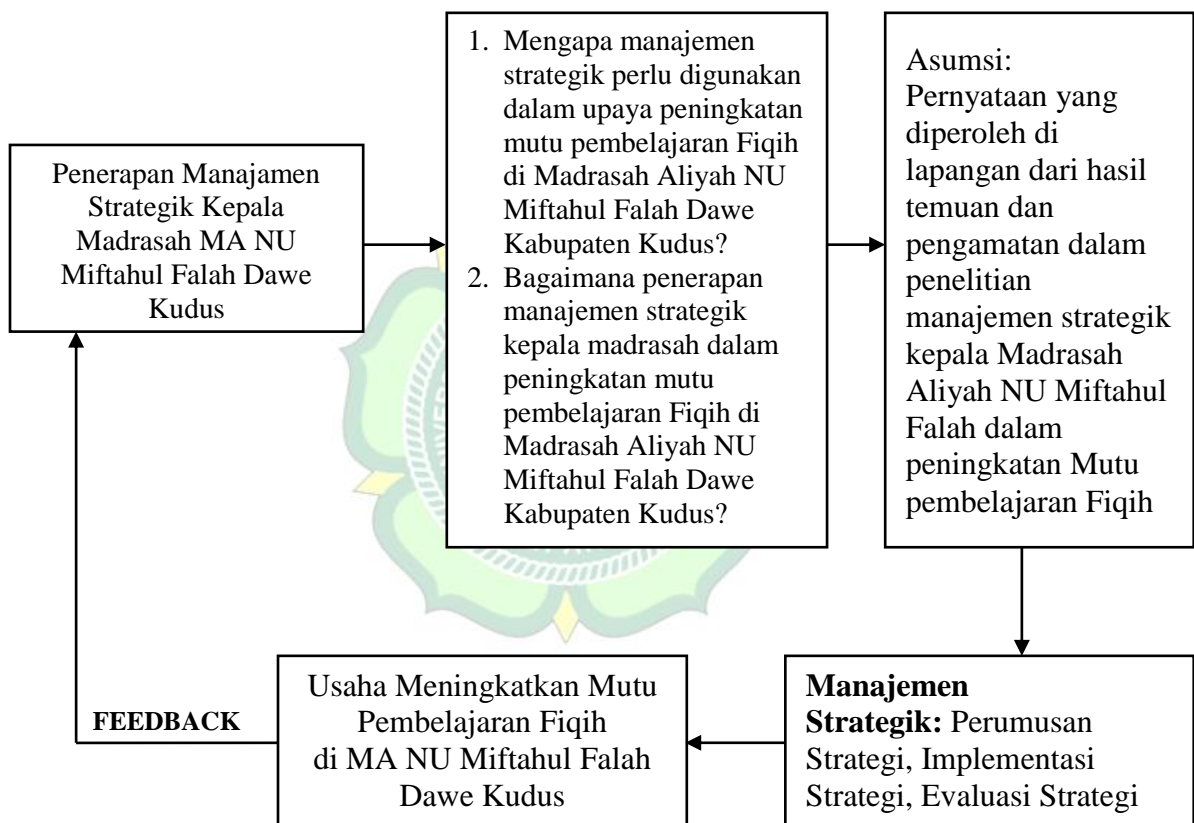 Penerapan Manajamen
Strategik Kepala
Madrasah MA NU
Miftahul Falah Dawe
Kudus
1. Mengapa manajemen
strategik perlu digunakan
dalam upaya peningkatan
mutu pembelajaran Fiqih
di Madrasah Aliyah NU
Miftahul Falah Dawe
Kabupaten Kudus?
2. Bagaimana penerapan
manajemen strategik
kepala madrasah dalam
peningkatan mutu
pembelajaran Fiqih di
Madrasah Aliyah NU
Miftahul Falah Dawe
Kabupaten Kudus?
Asumsi:
Pernyataan yang
diperoleh di
lapangan dari hasil
temuan dan
pengamatan dalam
penelitian
manajemen strategik
kepala Madrasah
Aliyah NU Miftahul
Falah dalam
peningkatan Mutu
pembelajaran Fiqih
Manajemen
Strategik: Perumusan
Strategi, Implementasi
Strategi, Evaluasi Strategi
Usaha Meningkatkan Mutu
Pembelajaran Fiqih
di MA NU Miftahul Falah
Dawe Kudus
FEEDBACK